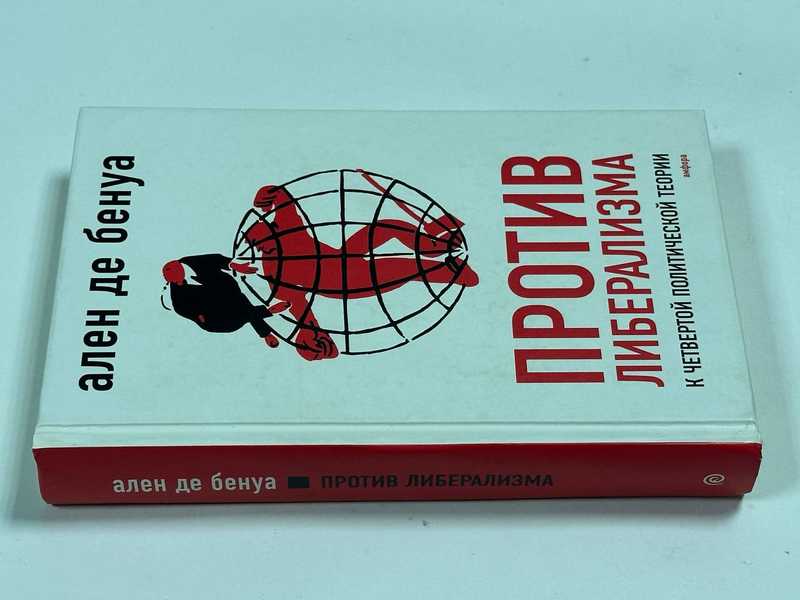 ален де бенуа
ПРОТИВ
ЛИБЕРАЛИЗМА
К ЧЕТВЕРТОЙ ПОЛИТИЧЕСКОЙ ТЕОРИИ
амфора
ален де бенуа ПРОТИВ ЛИБЕРАЛИЗМА